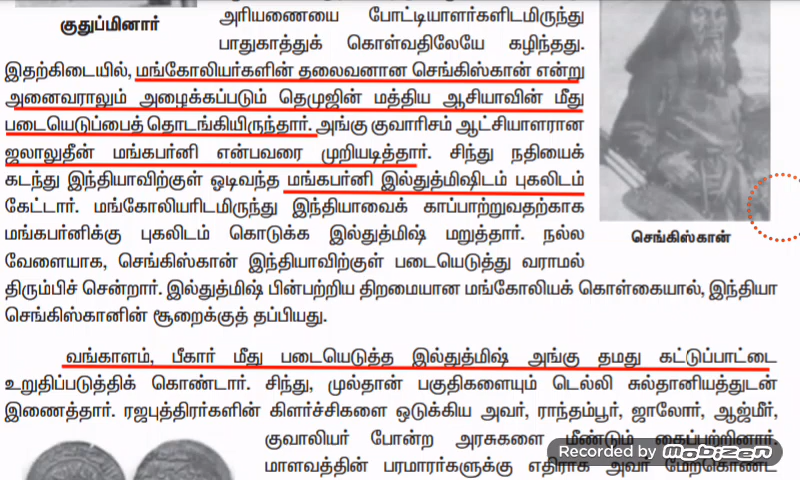 அரியணையை போட்டியாளர்களிடமிருந்து
குதுப்மினார்
பாதுகாத்துக் கொள்வதிலேயே கழிந்தது.
இதற்கிடையில், மங்கோலியர்களின் தலைவனான செங்கிஸ்கான் என்று
அனைவராலும் அழைக்கப்படும் தெமுஜின் மத்திய ஆசியாவின் மீது
படையெடுப்பைத் தொடங்கியிருந்தார். அங்கு குவாரிசம் ஆட்சியாளரான
ஜலாலுதீன் மங்கபர்னி என்பவரை முறியடித்தார். சிந்து நதியைக்
கடந்து இந்தியாவிற்குள் ஓடிவந்த மங்கபர்னி இல்துத்மிஷிடம் புகலிடம்
கேட்டார். மங்கோலியரிடமிருந்து இந்தியாவைக் காப்பாற்றுவதற்காக
மங்கபர்னிக்கு புகலிடம் கொடுக்க இல்துத்மிஷ் மறுத்தார். நல்ல
வேளையாக, செங்கிஸ்கான் இந்தியாவிற்குள் படையெடுத்து வராமல்
திரும்பிச் சென்றார். இல்துத்மிஷ் பின்பற்றிய திறமையான மங்கோலியக் கொள்கையால், இந்தியா
செங்கிஸ்கானின் சூறைக்குத் தப்பியது.
செங்கிஸ்கான்
வங்காளம், பீகார் மீது படையெடுத்த இல்துத்மிஷ் அங்கு தமது கட்டுப்பாட்டை
உறுதிப்படுத்திக் கொண்டார். சிந்து, முல்தான் பகுதிகளையும் டெல்லி சுல்தானியத்துடன்
இணைத்தார். ரஜபுத்திரர்களின் கிளர்ச்சிகளை ஒடுக்கிய அவர், ராந்தம்பூர், ஜாலோர், ஆஜ்மீர்,
குவாலியர் போன்ற அரசுகளை மீண்டும் கைப்பற்றினார்.
மாளவத்தின் பரமாரர்களுக்கு எதிராக அவர் மேற்கொண்ட
Recorded by mobizen